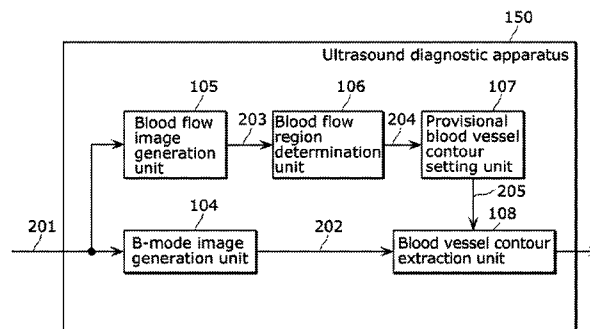 150
Ultrasound diagnostic apparatus
105
106
107
Blood flow
image
generation
unit
203
Blood flow
region
determination
unit
204
Provisional
blood vessel
contour
setting unit
205
104
108
201
B-mode image
generation unit
202
Blood vessel contour
extraction unit